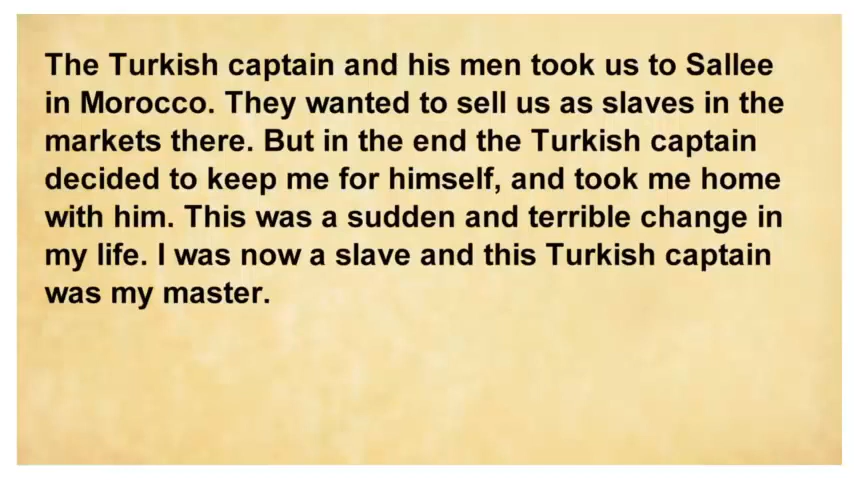 The Turkish captain and his men took us to Sallee
in Morocco. They wanted to sell us as slaves in the
markets there. But in the end the Turkish captain
decided to keep me for himself, and took me home
with him. This was a sudden and terrible change in
my life. I was now a slave and this Turkish captain
was my master.